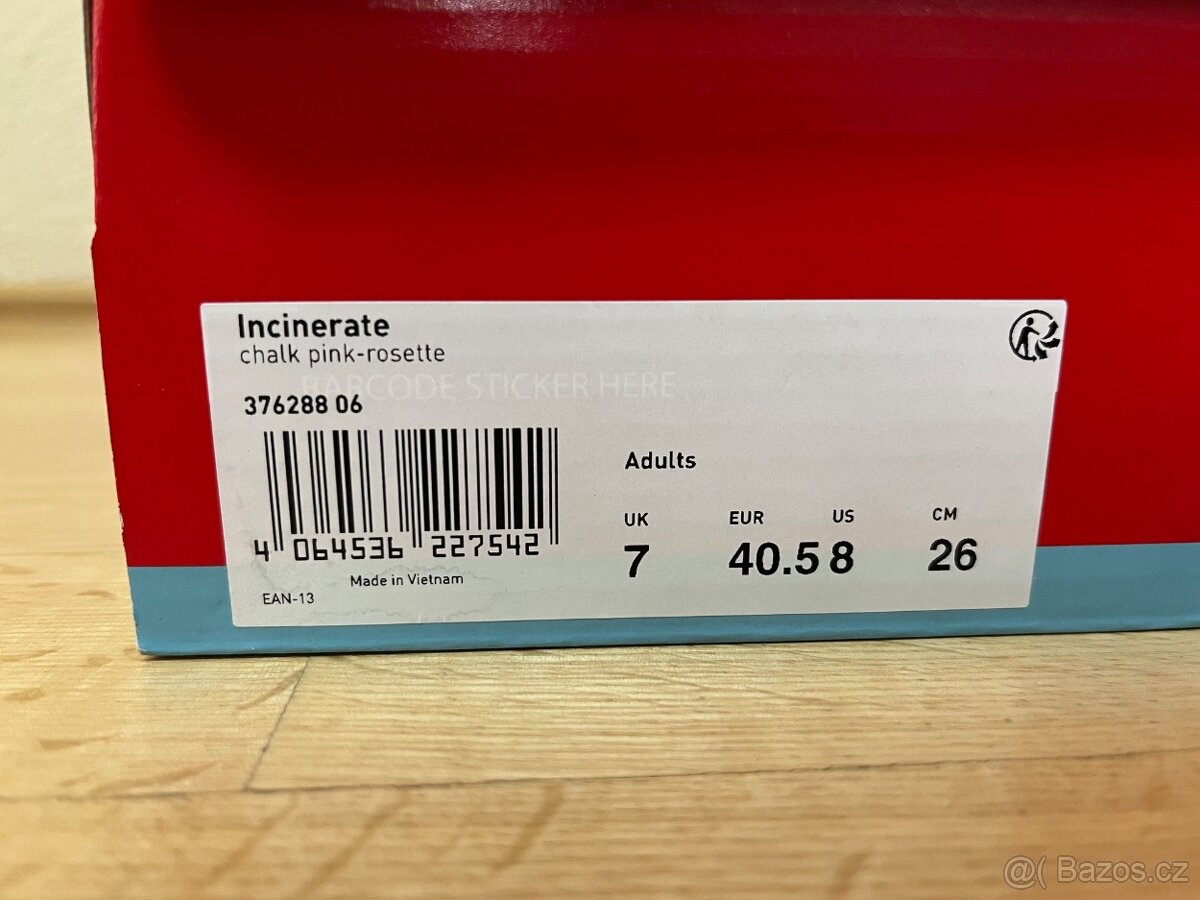 Incinerate
chalk pink-rosette
BARCODE STICKER HERE
376288 06
4 064536 227542
Made in Vietnam
EAN-13
Adults
UK EUR US CM
7 40.5 8 26
@( Bazos.cz